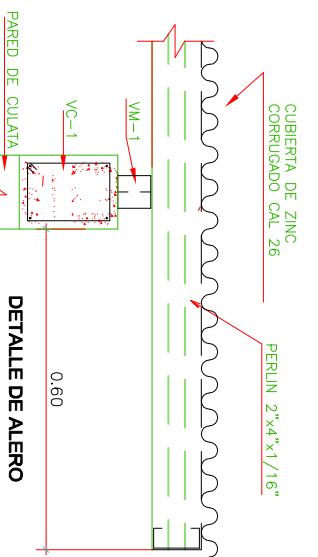 CUBIERTA DE ZINC
CORRUGADO CAL 26
PERLIN 2"x4"x1/16"
VM-1
VC-1
PARED DE CULATA
0.60
DETALLE DE ALERO